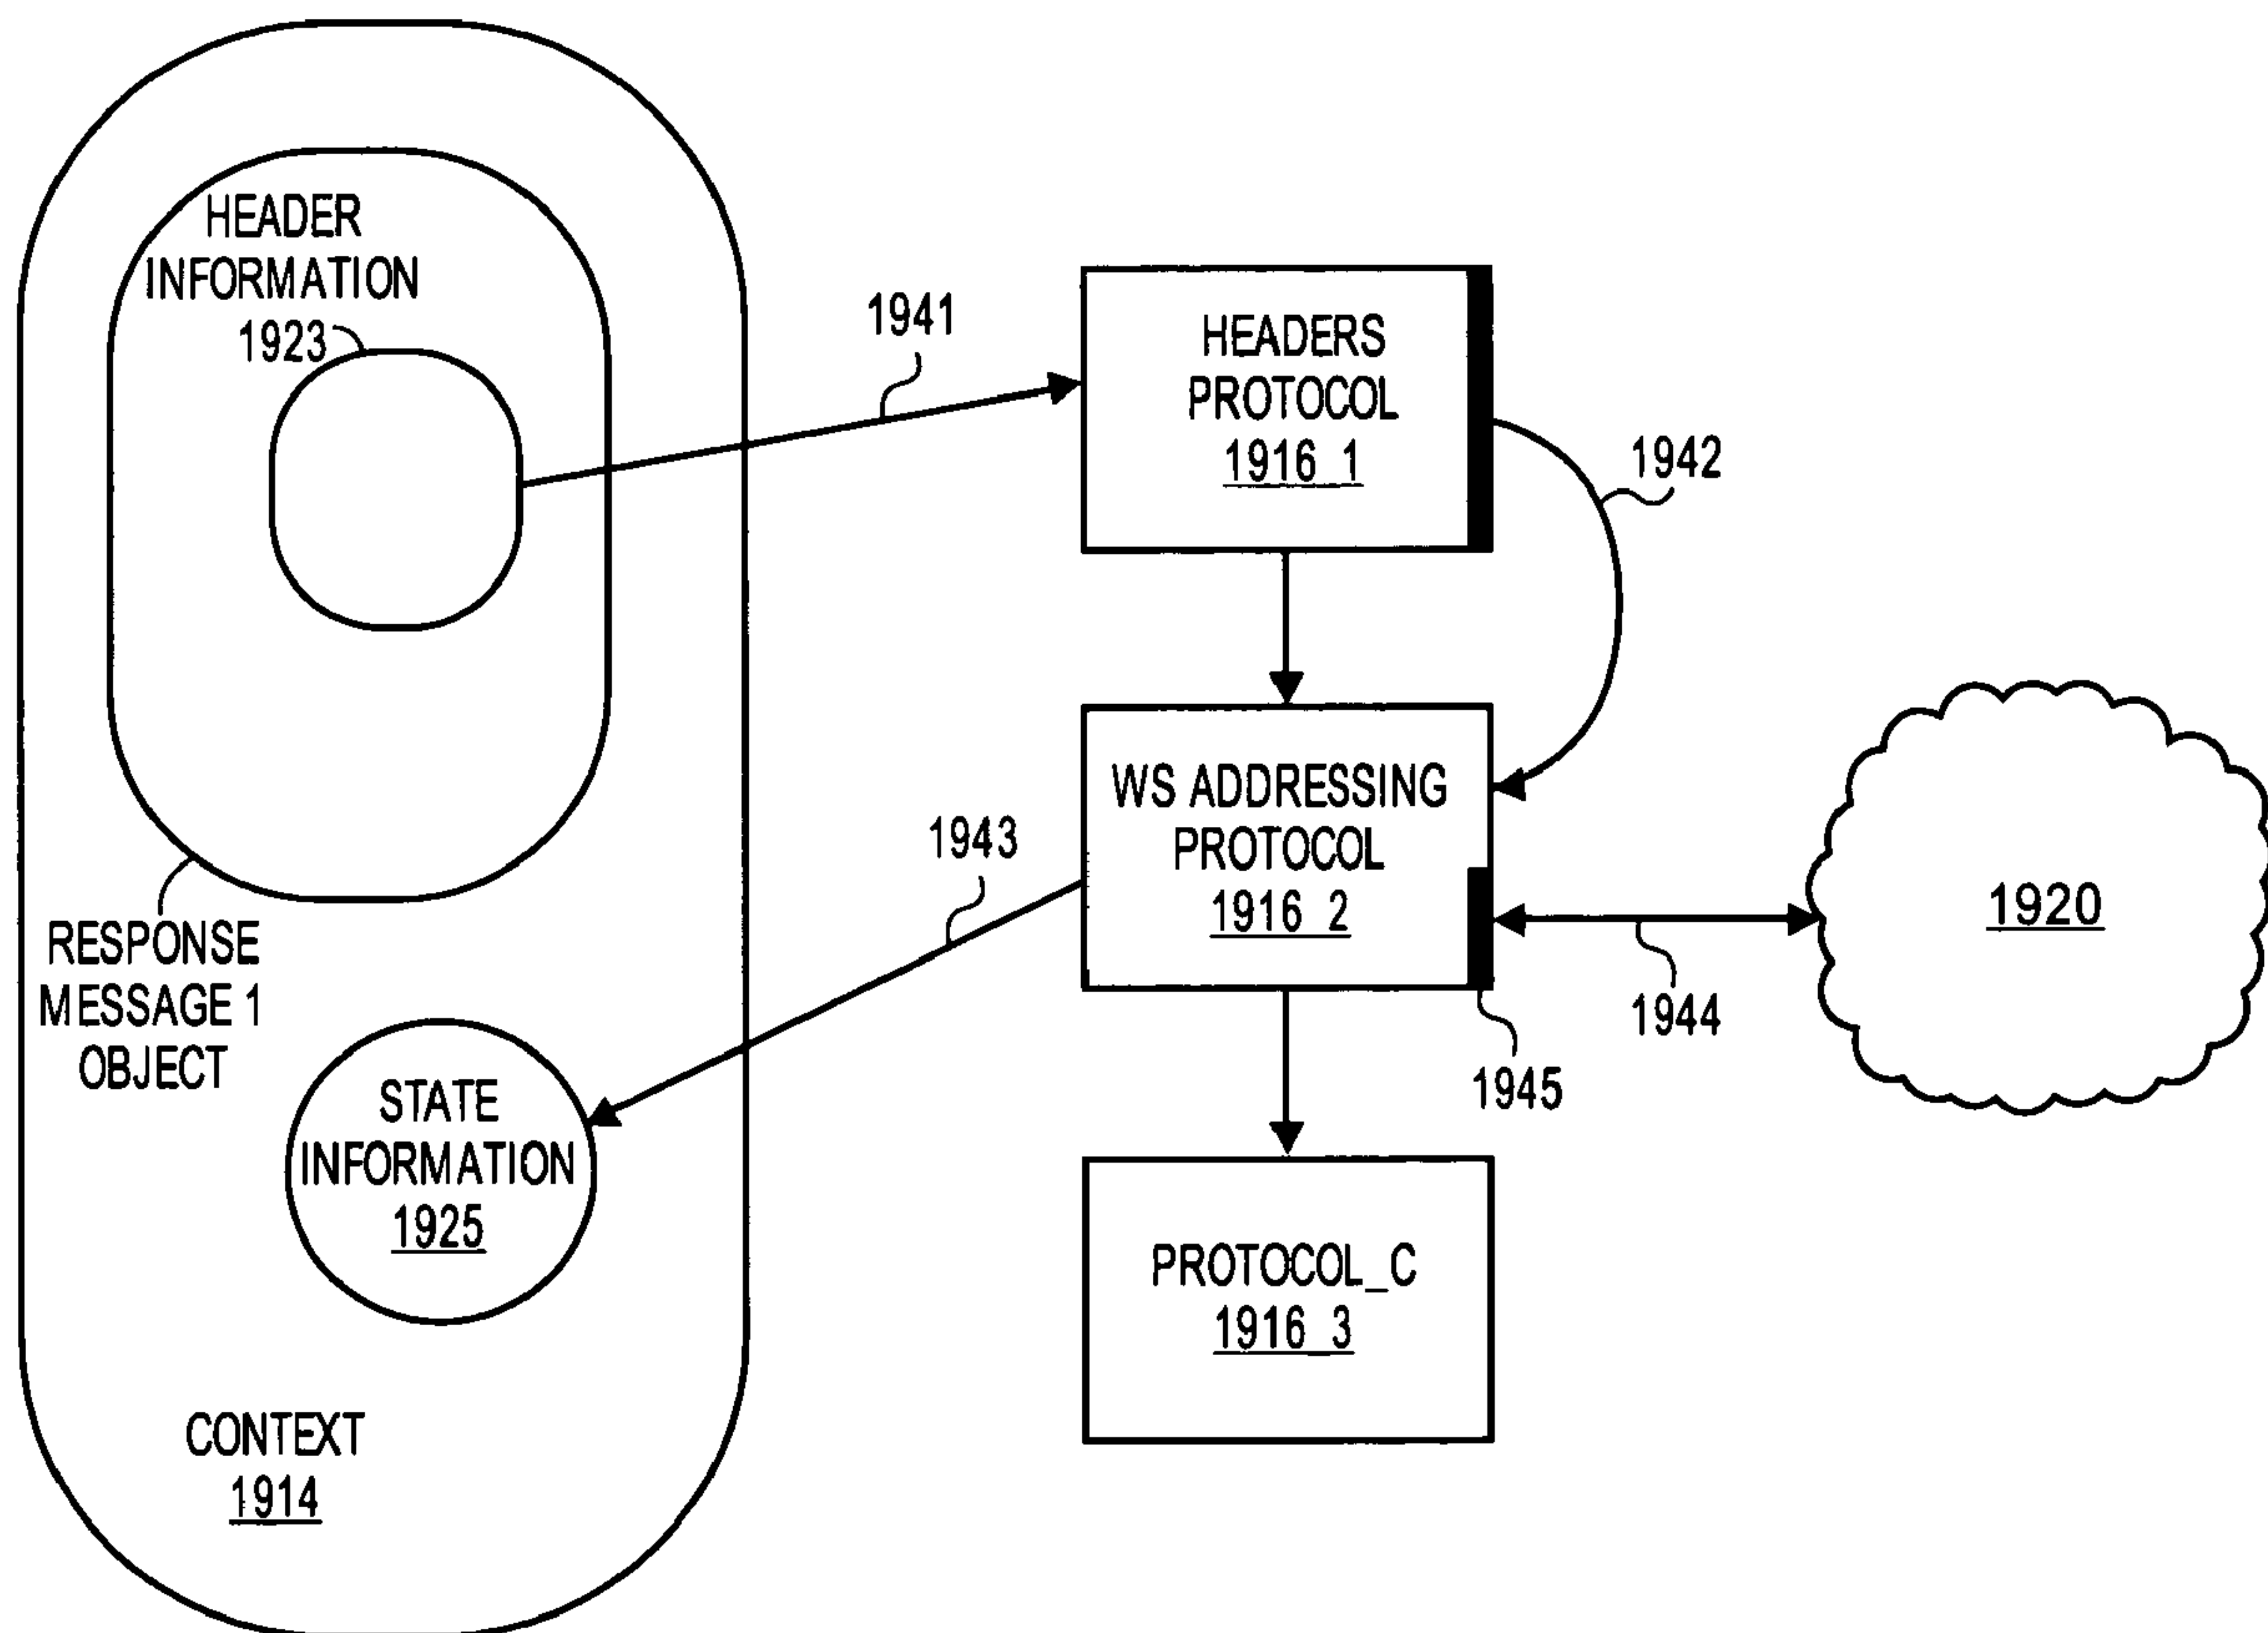 HEADER
INFORMATION
1923
1941
HEADERS
PROTOCOL
1916_1
1942
WS ADDRESSING
PROTOCOL
1916_2
1943
1920
RESPONSE
MESSAGE 1
OBJECT
1944
1945
STATE
INFORMATION
1925
PROTOCOL_C
1916_3
CONTEXT
1914